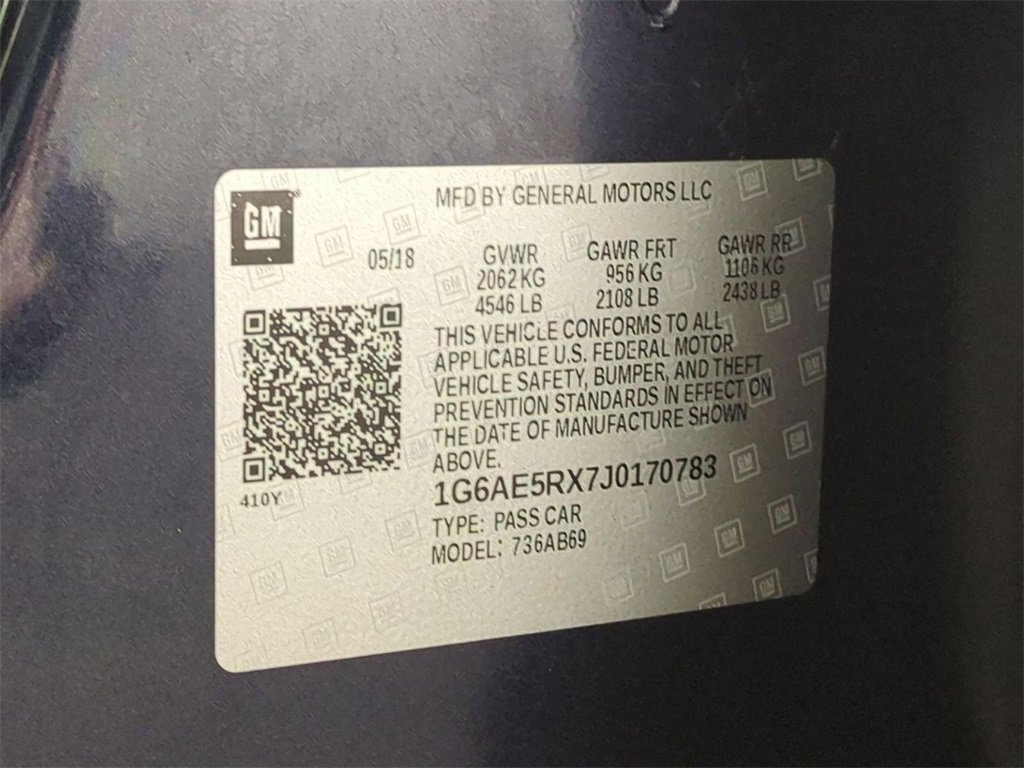 GM
MFD BY GENERAL MOTORS LLC
05/18
GVWR
2062 KG
4546 LB
GAWR FRT
956 KG
2108 LB
GAWR RR
1106 KG
2438 LB
THIS VEHICLE CONFORMS TO ALL
APPLICABLE U.S. FEDERAL MOTOR
VEHICLE SAFETY, BUMPER, AND THEFT
PREVENTION STANDARDS IN EFFECT ON
THE DATE OF MANUFACTURE SHOWN
ABOVE.
1G6AE5RX7J0170783
TYPE: PASS CAR
MODEL: 736AB69
410Y